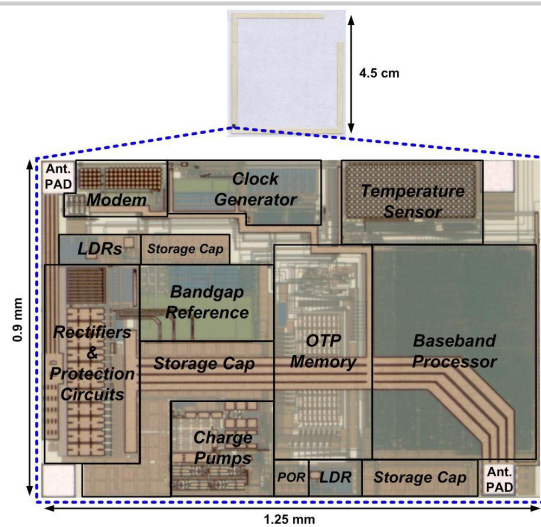 4.5 cm
Ant.
PAD
Modem
Clock
Generator
Temperature
Sensor
LDRs
Storage Cap
Bandgap
Reference
Rectifiers
&
Protection
Circuits
Storage Cap
OTP
Memory
Baseband
Processor
Charge
Pumps
POR
LDR
Storage Cap
Ant.
PAD
0.9 mm
1.25 mm